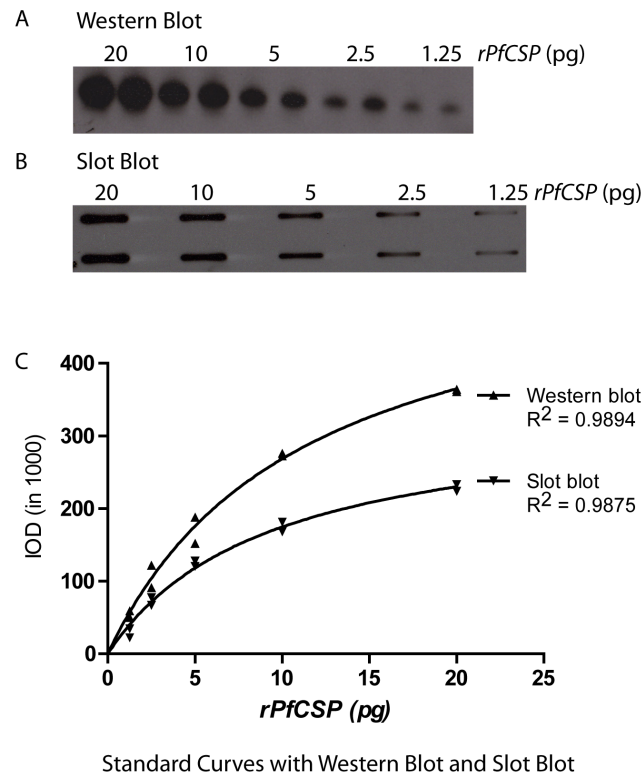 A
Western Blot
20 10 5 2.5 1.25 rPfCSP (pg)
B
Slot Blot
20 10 5 2.5 1.25 rPfCSP (pg)
C
400
300
200
100
0
IOD (in 1000)
0 5 10 15 20 25
rPfCSP (pg)
Western blot
R2 = 0.9894
Slot blot
R2 = 0.9875
Standard Curves with Western Blot and Slot Blot